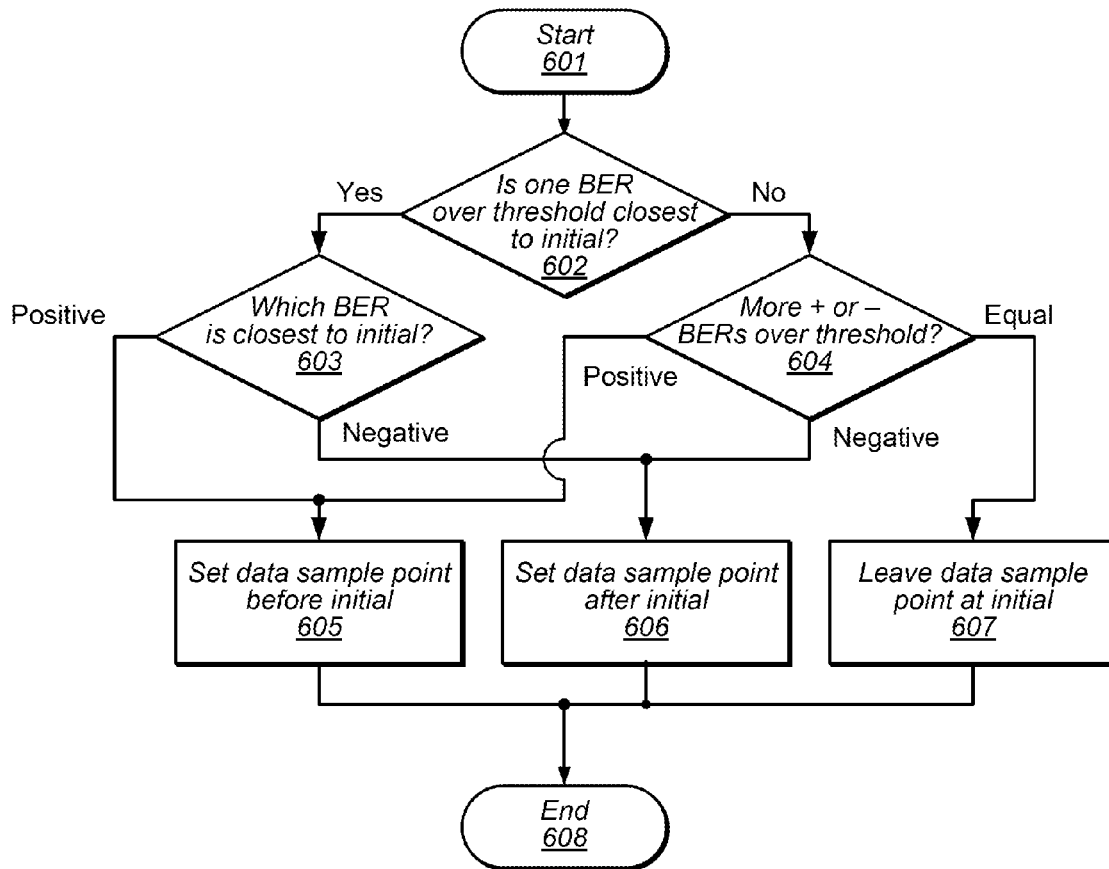 Start
601
Is one BER
over threshold closest
to initial?
602
Yes
No
Which BER
is closest to initial?
603
Positive
Negative
More + or –
BERs over threshold?
604
Equal
Positive
Negative
Set data sample point
before initial
605
Set data sample point
after initial
606
Leave data sample
point at initial
607
End
608